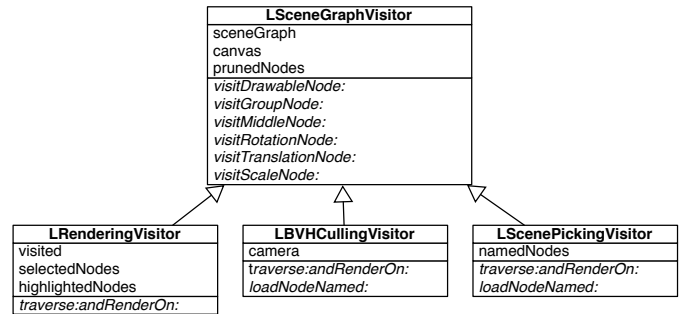 LSceneGraphVisitor
sceneGraph
canvas
prunedNodes
visitDrawableNode:
visitGroupNode:
visitMiddleNode:
visitRotationNode:
visitTranslationNode:
visitScaleNode:
LRenderingVisitor
visited
selectedNodes
highlightedNodes
traverse:andRenderOn:
LBVHCullingVisitor
camera
traverse:andRenderOn:
loadNodeNamed:
LScenePickingVisitor
namedNodes
traverse:andRenderOn:
loadNodeNamed: